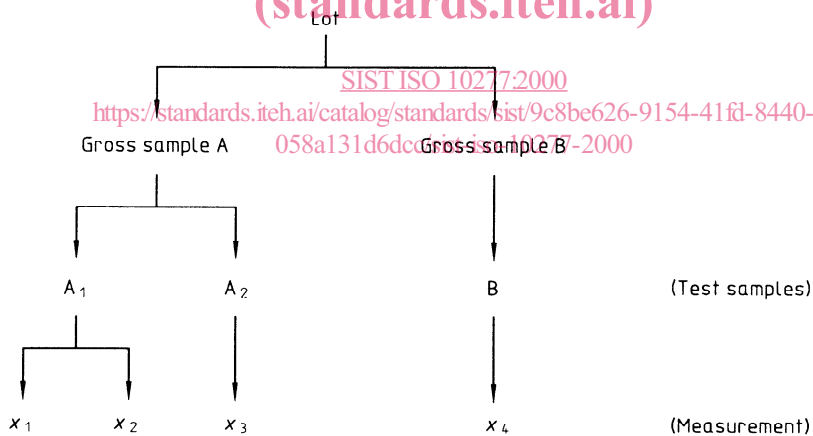 (standards.iteh.ai)
Lot
SIST ISO 10277:2000
https://standards.iteh.ai/catalog/standards/sist/9c8be626-9154-41fd-8440-
058a131d6dcc/sist-iso-10277-2000
Gross sample A
Gross sample B
A1
A2
B
(Test samples)
x1
x2
x3
x4
(Measurement)